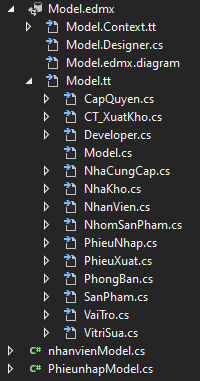 Model.edmx
Model.Context.tt
Model.Designer.cs
Model.edmx.diagram
Model.tt
CapQuyen.cs
CT_XuatKho.cs
Developer.cs
Model.cs
NhaCungCap.cs
NhaKho.cs
NhanVien.cs
NhomSanPham.cs
PhieuNhap.cs
PhieuXuat.cs
PhongBan.cs
SanPham.cs
VaiTro.cs
VitriSua.cs
C# nhanvienModel.cs
C# PhieunhapModel.cs